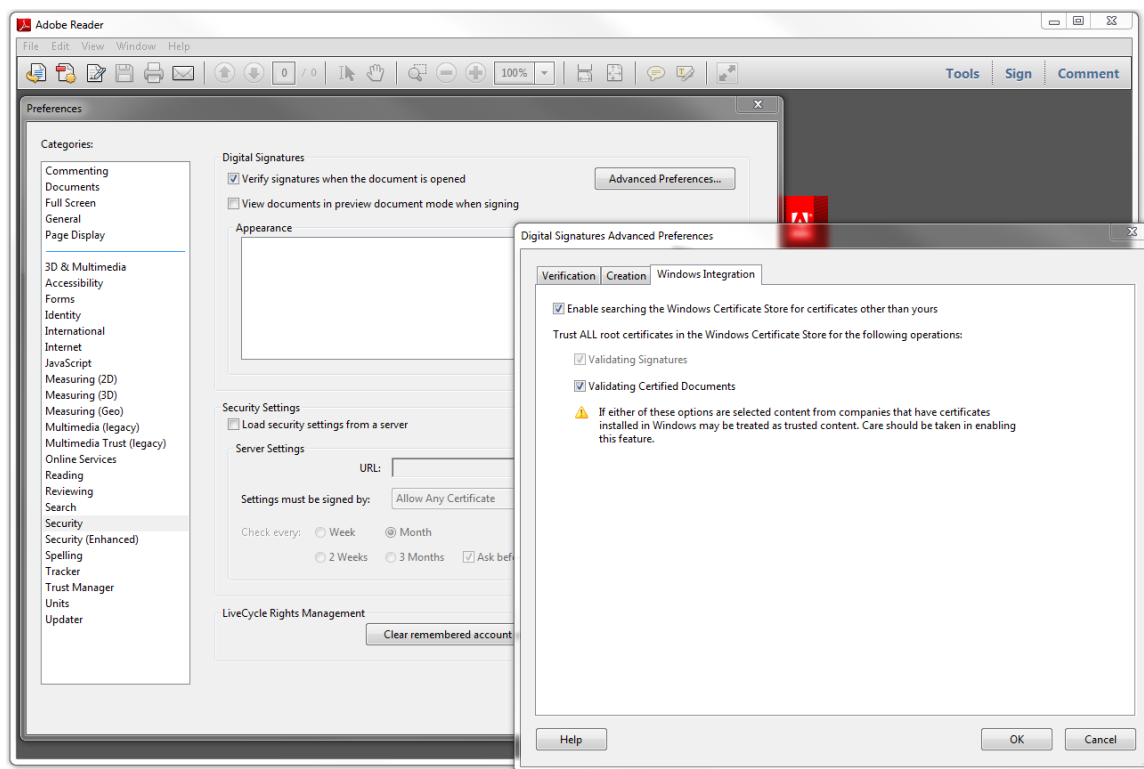 Adobe Reader
File Edit View Window Help
0 / 0 100% Tools Sign Comment
Preferences
Categories:
Commenting
Documents
Full Screen
General
Page Display
3D & Multimedia
Accessibility
Forms
Identity
International
Internet
JavaScript
Measuring (2D)
Measuring (3D)
Measuring (Geo)
Multimedia (legacy)
Multimedia Trust (legacy)
Online Services
Reading
Reviewing
Search
Security
Security (Enhanced)
Spelling
Tracker
Trust Manager
Units
Updater
Digital Signatures
Verify signatures when the document is opened
Advanced Preferences...
View documents in preview document mode when signing
Appearance
Security Settings
Load security settings from a server
Server Settings
URL:
Settings must be signed by: Allow Any Certificate
Check every: Week Month
2 Weeks 3 Months Ask befo
LiveCycle Rights Management
Clear remembered account
Digital Signatures Advanced Preferences
Verification Creation Windows Integration
Enable searching the Windows Certificate Store for certificates other than yours
Trust ALL root certificates in the Windows Certificate Store for the following operations:
Validating Signatures
Validating Certified Documents
If either of these options are selected content from companies that have certificates
installed in Windows may be treated as trusted content. Care should be taken in enabling
this feature.
Help OK Cancel